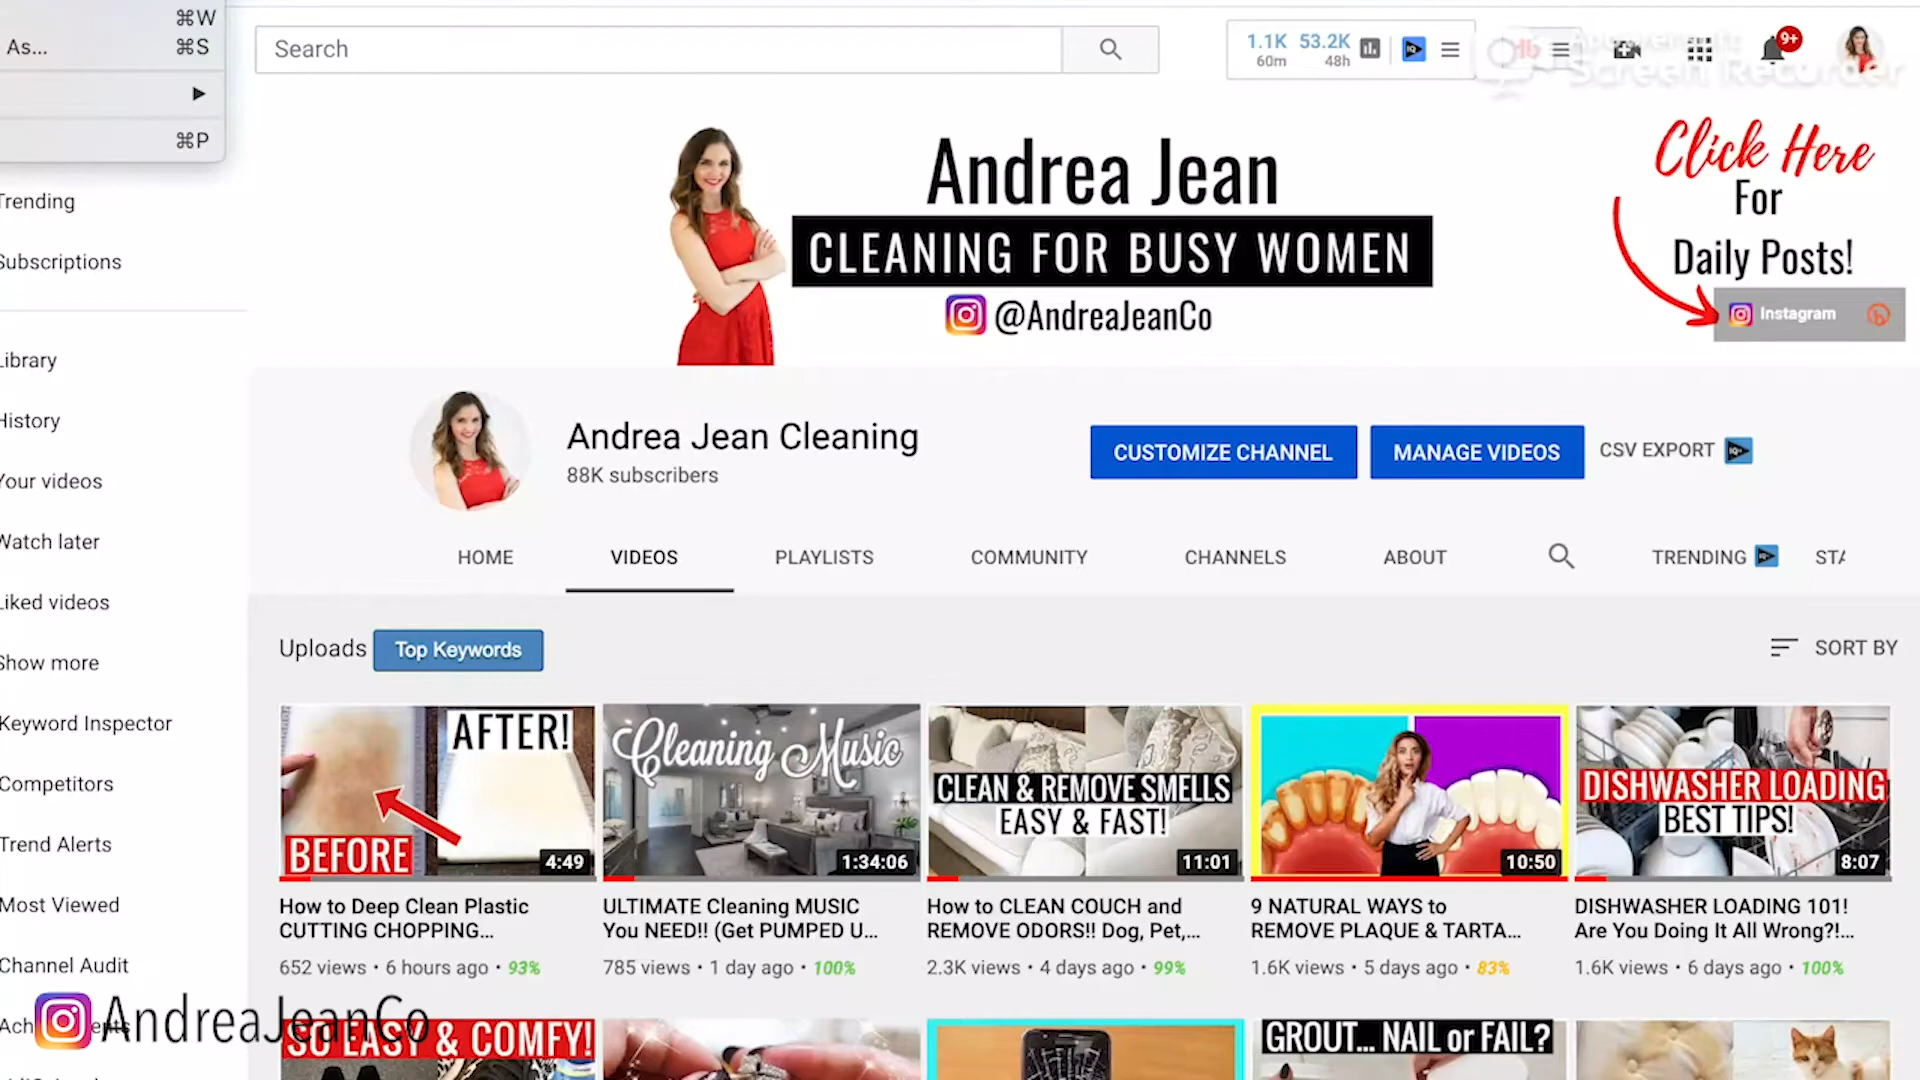 ⌘W
As...
⌘S
⌘P
Search
1.1K 53.2K
60m 48h
9+
Apowersoft
Screen Recorder
Andrea Jean
CLEANING FOR BUSY WOMEN
@AndreaJeanCo
Click Here
For
Daily Posts!
Instagram
Trending
Subscriptions
Library
History
Your videos
Watch later
Liked videos
Show more
Keyword Inspector
Competitors
Trend Alerts
Most Viewed
Channel Audit
Andrea Jean Cleaning
88K subscribers
CUSTOMIZE CHANNEL
MANAGE VIDEOS
CSV EXPORT
HOME
VIDEOS
PLAYLISTS
COMMUNITY
CHANNELS
ABOUT
TRENDING
STA
Uploads
Top Keywords
SORT BY
AFTER!
BEFORE
4:49
Cleaning Music
1:34:06
CLEAN & REMOVE SMELLS
EASY & FAST!
11:01
10:50
DISHWASHER LOADING
BEST TIPS!
8:07
How to Deep Clean Plastic
CUTTING CHOPPING...
652 views • 6 hours ago • 93%
ULTIMATE Cleaning MUSIC
You NEED!! (Get PUMPED U...
785 views • 1 day ago • 100%
How to CLEAN COUCH and
REMOVE ODORS!! Dog, Pet,...
2.3K views • 4 days ago • 99%
9 NATURAL WAYS to
REMOVE PLAQUE & TARTA...
1.6K views • 5 days ago • 83%
DISHWASHER LOADING 101!
Are You Doing It All Wrong?!...
1.6K views • 6 days ago • 100%
AndreaJeanCo
SO EASY & COMFY!
GROUT... NAIL or FAIL?